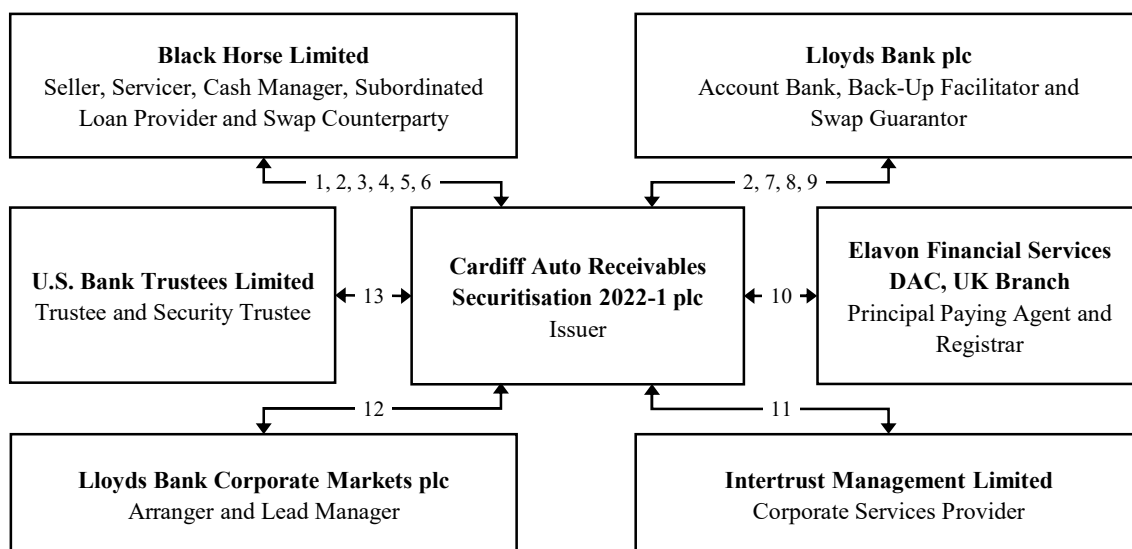 Black Horse Limited
Seller, Servicer, Cash Manager, Subordinated
Loan Provider and Swap Counterparty
Lloyds Bank plc
Account Bank, Back-Up Facilitator and
Swap Guarantor
1, 2, 3, 4, 5, 6
2, 7, 8, 9
U.S. Bank Trustees Limited
Trustee and Security Trustee
13
Cardiff Auto Receivables
Securitisation 2022-1 plc
Issuer
10
Elavon Financial Services
DAC, UK Branch
Principal Paying Agent and
Registrar
12
11
Lloyds Bank Corporate Markets plc
Arranger and Lead Manager
Intertrust Management Limited
Corporate Services Provider